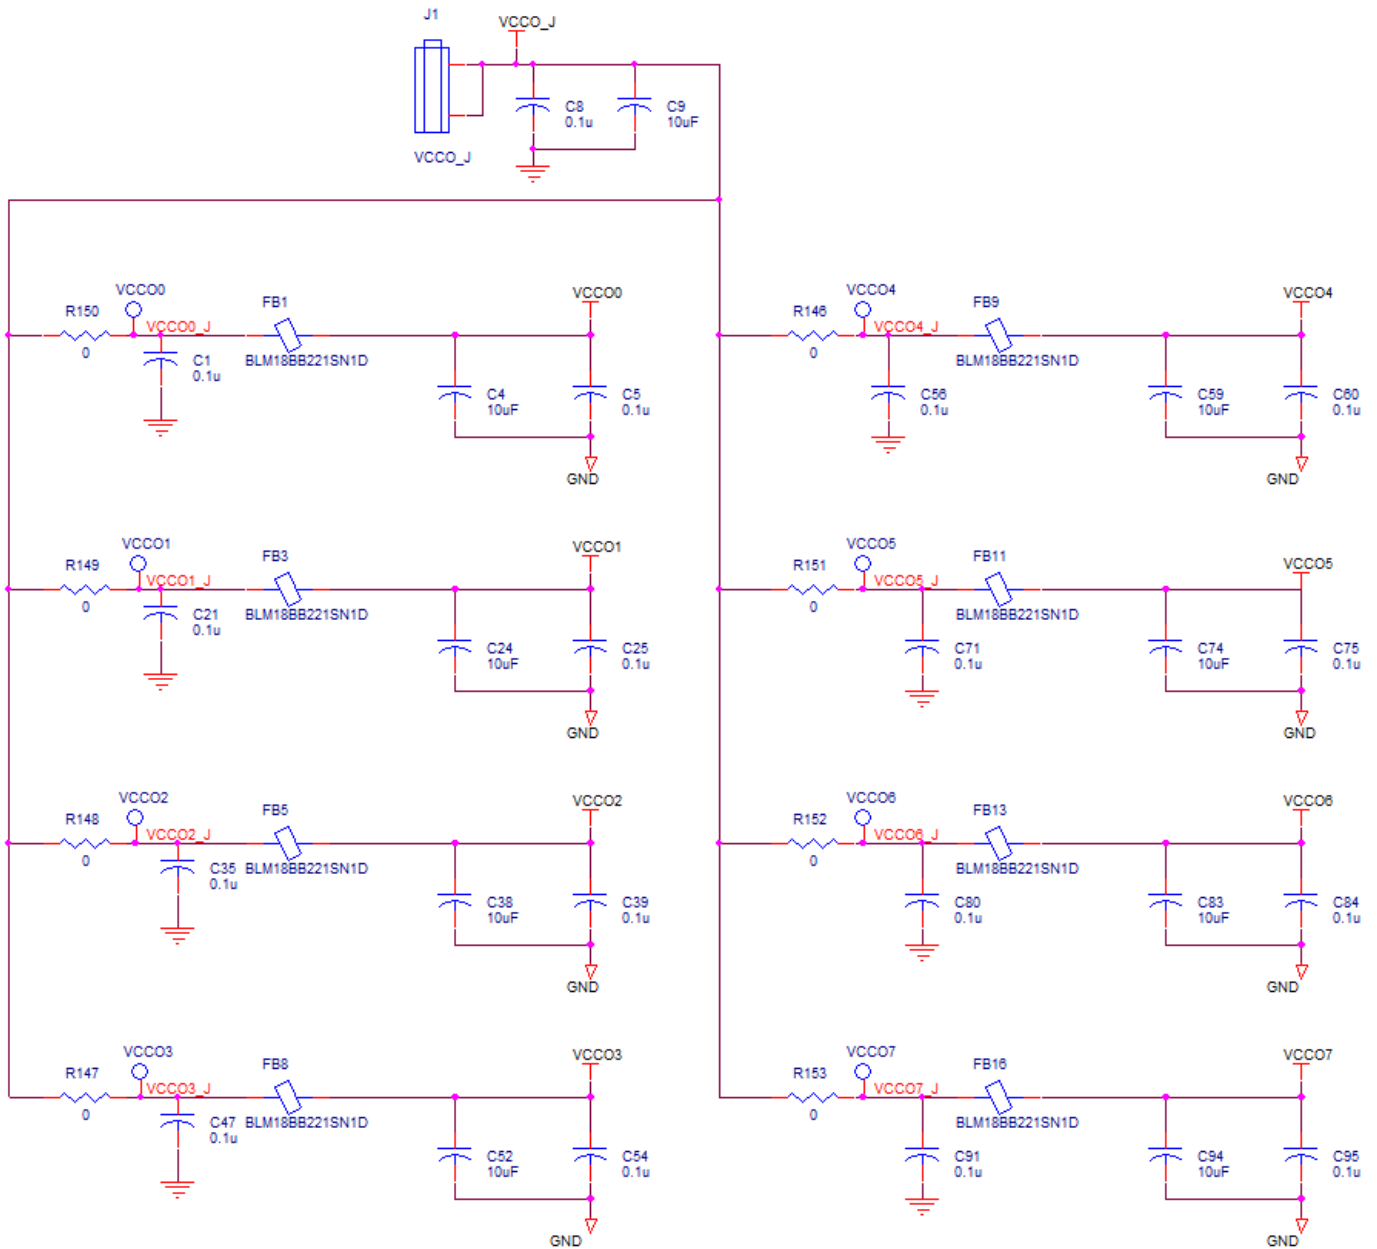 J1
VCCO_J
C8
0.1u
C9
10uF
VCCO_J
VCCO0
R150
VCCO0_J
0
C1
0.1u
FB1
BLM18BB221SN1D
VCCO0
C4
10uF
C5
0.1u
GND
VCCO4
R146
VCCO4_J
0
C56
0.1u
FB9
BLM18BB221SN1D
VCCO4
C59
10uF
C60
0.1u
GND
VCCO1
R149
VCCO1_J
0
C21
0.1u
FB3
BLM18BB221SN1D
VCCO1
C24
10uF
C25
0.1u
GND
VCCO5
R151
VCCO5_J
0
C71
0.1u
FB11
BLM18BB221SN1D
VCCO5
C74
10uF
C75
0.1u
GND
VCCO2
R148
VCCO2_J
0
C35
0.1u
FB5
BLM18BB221SN1D
VCCO2
C38
10uF
C39
0.1u
GND
VCCO6
R152
VCCO6_J
0
C80
0.1u
FB13
BLM18BB221SN1D
VCCO6
C83
10uF
C84
0.1u
GND
VCCO3
R147
VCCO3_J
0
C47
0.1u
FB8
BLM18BB221SN1D
VCCO3
C52
10uF
C54
0.1u
GND
VCCO7
R153
VCCO7_J
0
C91
0.1u
FB16
BLM18BB221SN1D
VCCO7
C94
10uF
C95
0.1u
GND